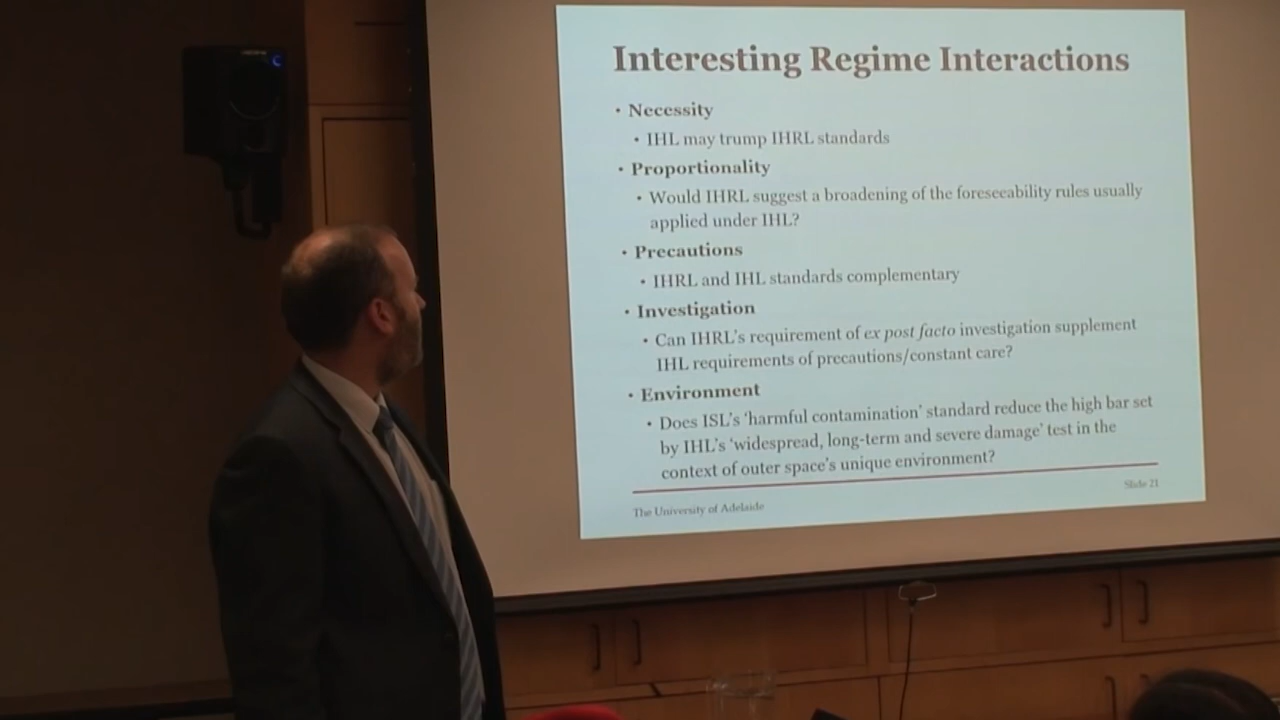 Interesting Regime Interactions
• Necessity
• IHL may trump IHRL standards
• Proportionality
• Would IHRL suggest a broadening of the foreseeability rules usually
applied under IHL?
• Precautions
• IHRL and IHL standards complementary
• Investigation
• Can IHRL's requirement of ex post facto investigation supplement
IHL requirements of precautions/constant care?
• Environment
• Does ISL's 'harmful contamination' standard reduce the high bar set
by IHL's 'widespread, long-term and severe damage' test in the
context of outer space's unique environment?
Slide 21
The University of Adelaide